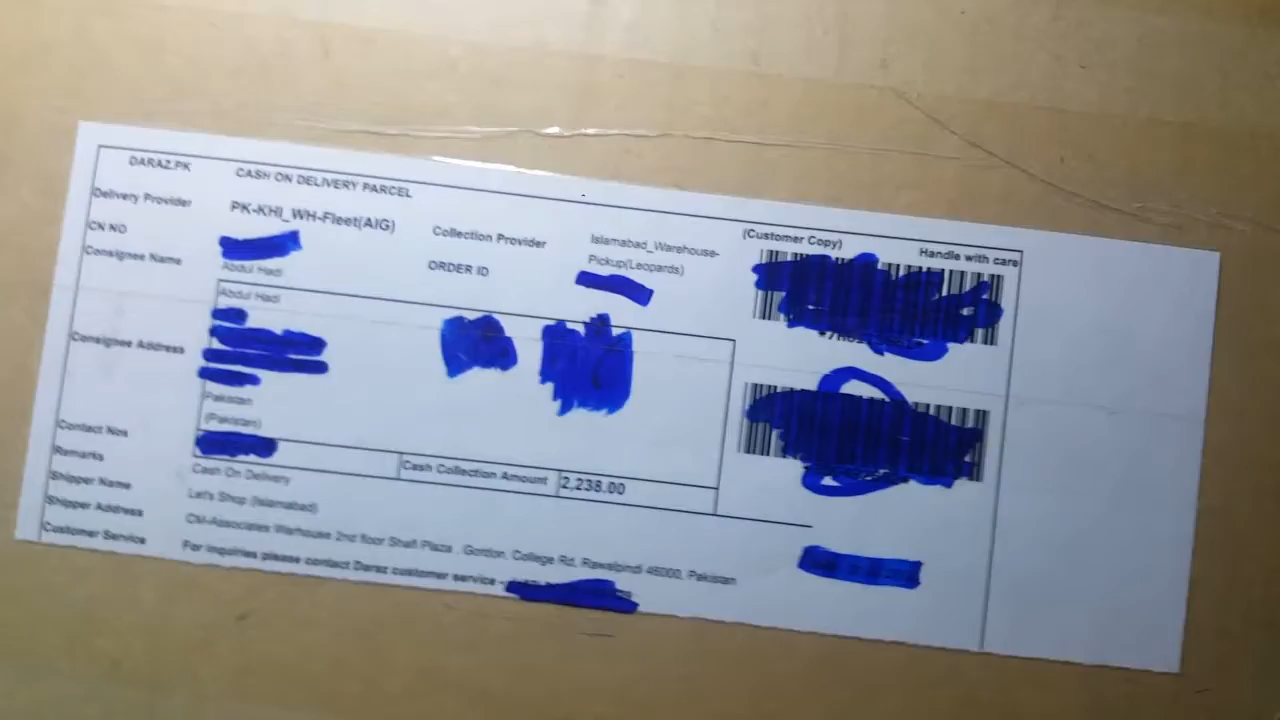 DARAZ.PK CASH ON DELIVERY PARCEL
Delivery Provider PK-KHI_WH-Fleet(AIG) Collection Provider Islamabad_Warehouse-
Pickup(Leopards)
(Customer Copy) Handle with care
CN NO
ORDER ID
Consignee Name Abdul Hadi
Abdul Hadi
Consignee Address
Pakistan
(Pakistan)
Contact Nos
Cash Collection Amount 2,238.00
Remarks Cash On Delivery
Shipper Name Let's Shop (Islamabad)
Shipper Address CM-Associates Warhouse 2nd floor Shafi Plaza , Gordon, College Rd, Rawalpindi 46000, Pakistan
Customer Service For inquiries please contact Daraz customer service -